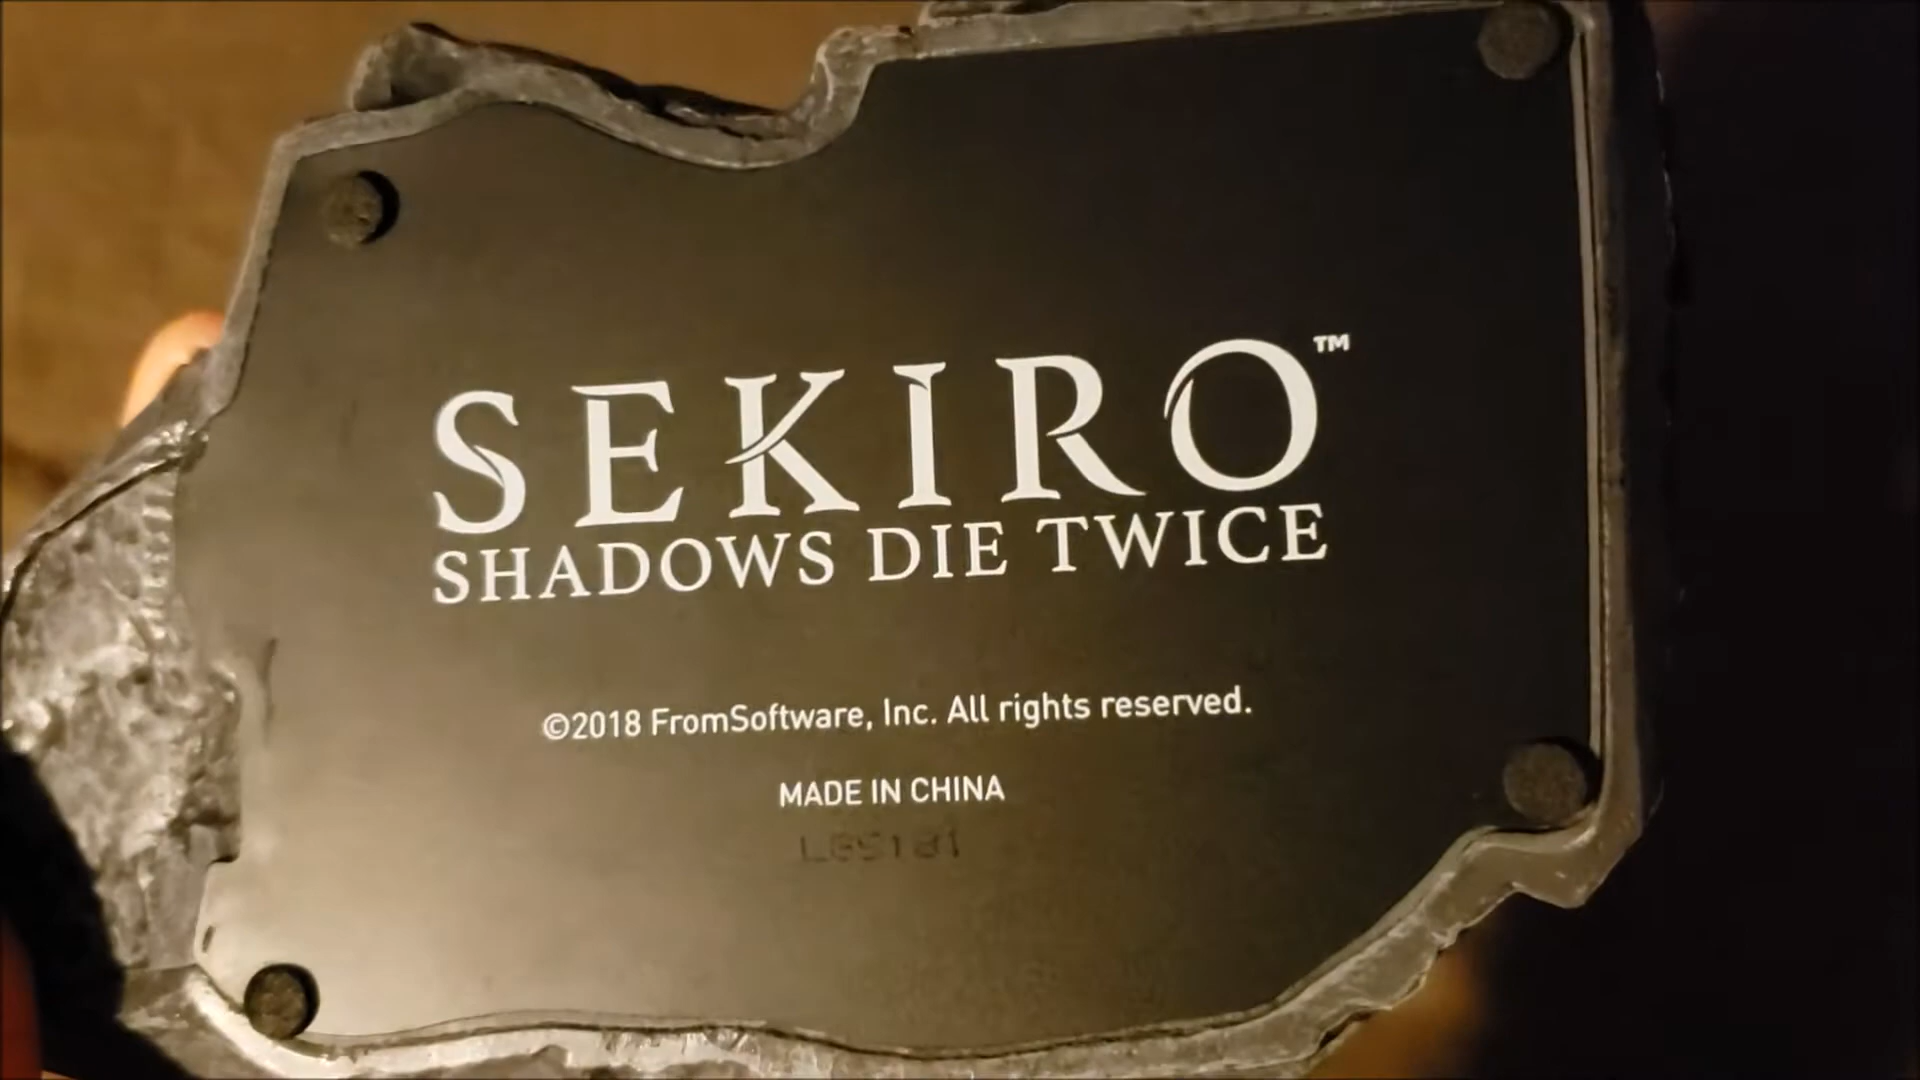 SEKIRO™
SHADOWS DIE TWICE
©2018 FromSoftware, Inc. All rights reserved.
MADE IN CHINA